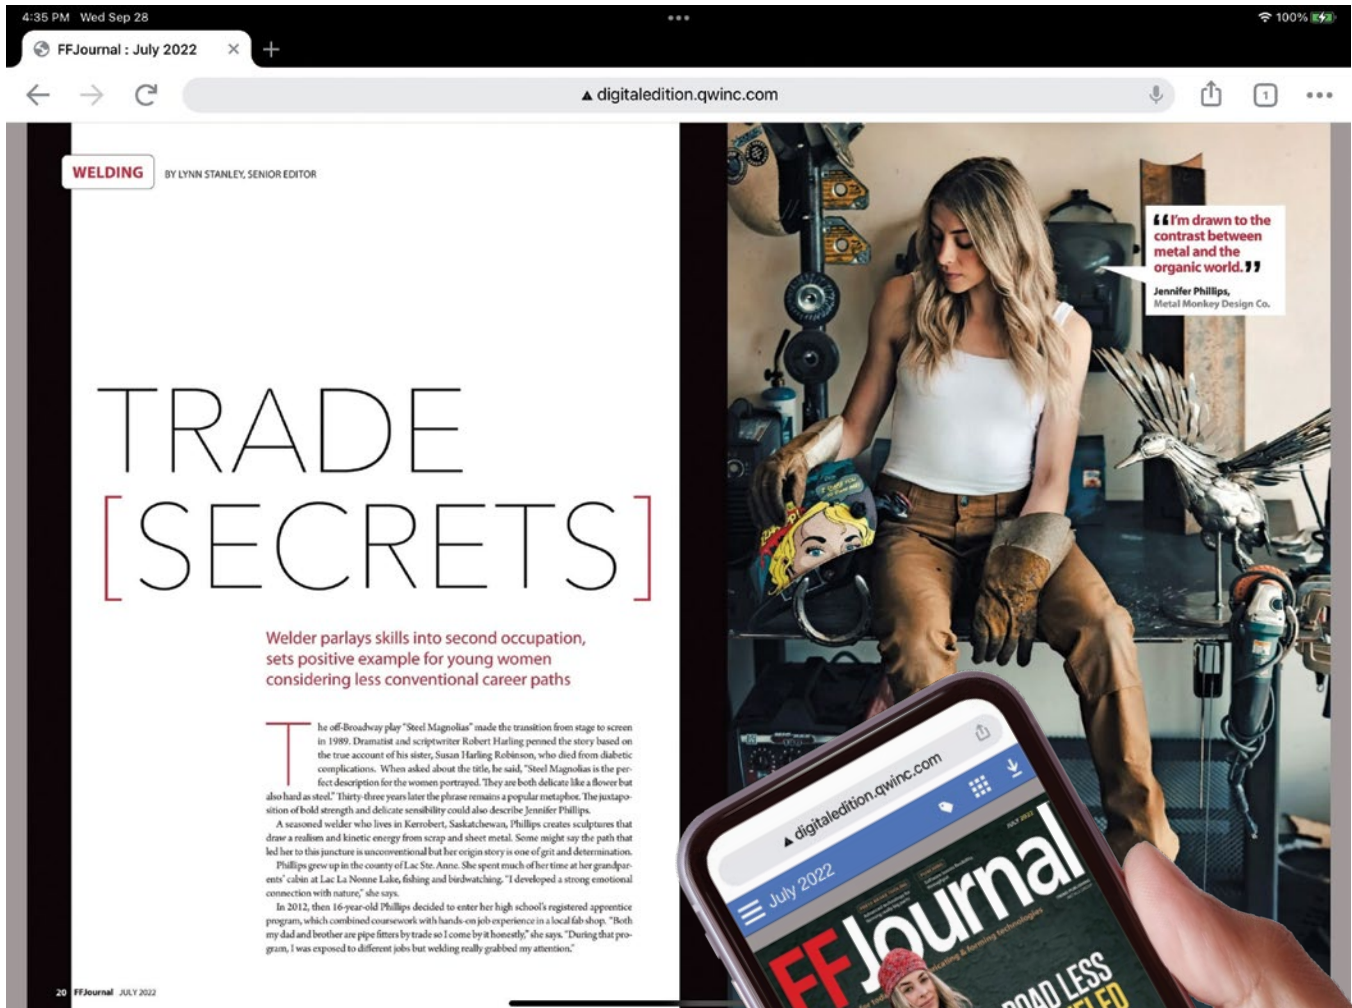 4:35 PM Wed Sep 28
100%
FFJournal : July 2022
digitaledition.qwinc.com
1
WELDING
BY LYNN STANLEY, SENIOR EDITOR
TRADE
[SECRETS]
Welder parlays skills into second occupation,
sets positive example for young women
considering less conventional career paths
The off-Broadway play “Steel Magnolias” made the transition from stage to screen
in 1989. Dramatist and scriptwriter Robert Harling penned the story based on
the true account of his sister, Susan Harling Robinson, who died from diabetic
complications. When asked about the title, he said, “Steel Magnolias is the per-
fect description for the women portrayed. They are both delicate like a flower but
also hard as steel.” Thirty-three years later the phrase remains a popular metaphor. The juxtapo-
sition of bold strength and delicate sensibility could also describe Jennifer Phillips.
A seasoned welder who lives in Kerrobert, Saskatchewan, Phillips creates sculptures that
draw a realism and kinetic energy from scrap and sheet metal. Some might say the path that
led her to this juncture is unconventional but her origin story is one of grit and determination.
Phillips grew up in the county of Lac Ste. Anne. She spent much of her time at her grandpar-
ents’ cabin at Lac La Nonne Lake, fishing and birdwatching. “I developed a strong emotional
connection with nature,” she says.
In 2012, then 16-year-old Phillips decided to enter her high school’s registered apprentice
program, which combined coursework with hands-on job experience in a local fab shop. “Both
my dad and brother are pipe fitters by trade so I come by it honestly,” she says. “During that pro-
gram, I was exposed to different jobs but welding really grabbed my attention.”
20 FFJournal JULY 2022
“I’m drawn to the
contrast between
metal and the
organic world.”
Jennifer Phillips,
Metal Monkey Design Co.
digitaledition.qwinc.com
July 2022
JULY 2022
FFJournal